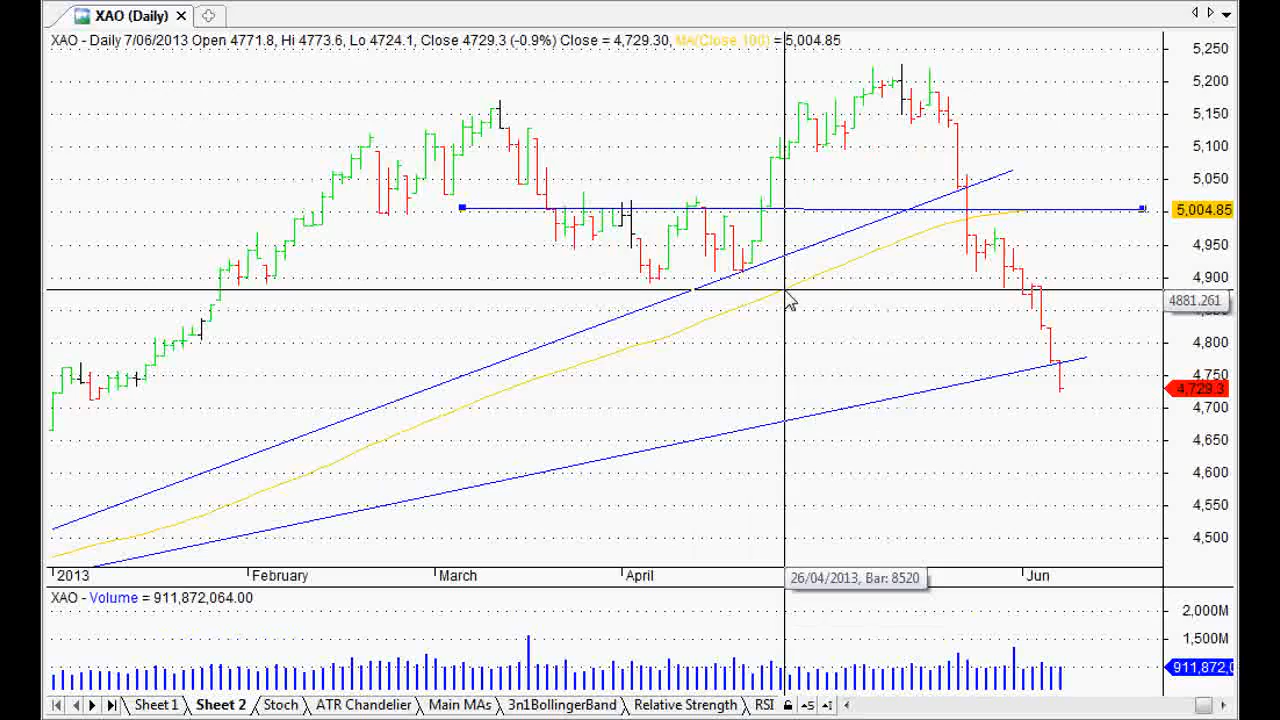 XAO (Daily)
XAO - Daily 7/06/2013 Open 4771.8, Hi 4773.6, Lo 4724.1, Close 4729.3 (-0.9%) Close = 4,729.30, MA(Close 100) = 5,004.85
5,250
5,200
5,150
5,100
5,050
5,004.85
4,950
4,900
4881.261
4,800
4,750
4,729.3
4,700
4,650
4,600
4,550
4,500
2013 February March April Jun
26/04/2013, Bar: 8520
XAO - Volume = 911,872,064.00
2,000M
1,500M
911,872,0
Sheet 1 Sheet 2 Stoch ATR Chandelier Main MAs 3n1BollingerBand Relative Strength RSI